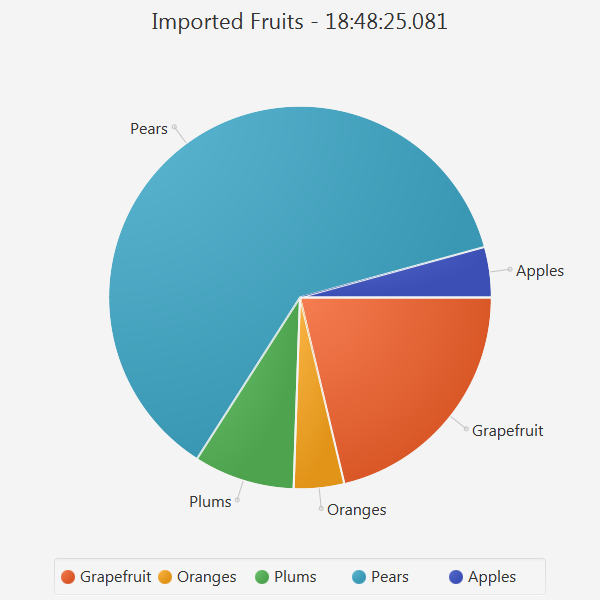 Imported Fruits - 18:48:25.081
Pears
Apples
Grapefruit
Plums
Oranges
Grapefruit Oranges Plums Pears Apples